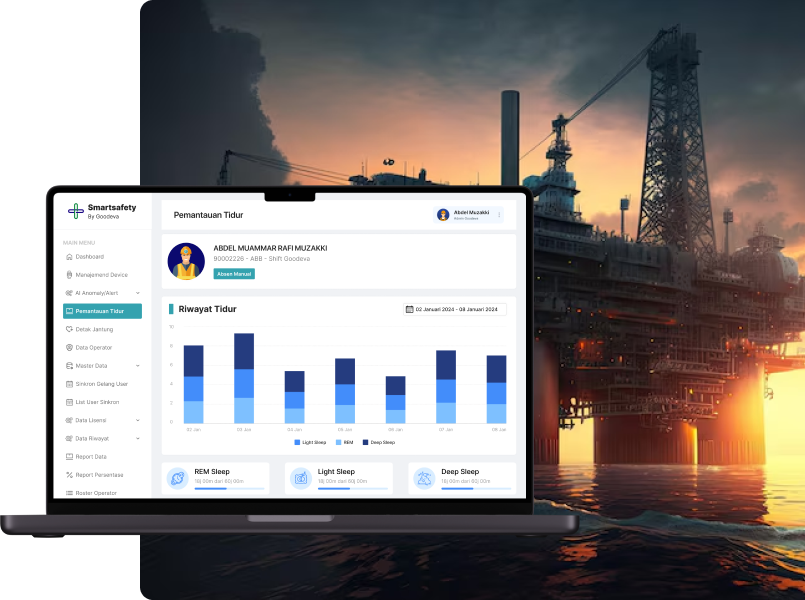 Smartsafety
By Goodeva
MAIN MENU
Dashboard
Manajemend Device
AI Anomaly/Alert
Pemantauan Tidur
Detak Jantung
Data Operator
Master Data
Sinkron Gelang User
List User Sinkron
Data Lisensi
Data Riwayat
Report Data
Report Persentase
Roster Operator
Pemantauan Tidur
Abdel Muzakki
Admin Goodeva
ABDEL MUAMMAR RAFI MUZAKKI
90002228 - ABB - Shift Goodeva
Absen Manual
Riwayat Tidur
02 Januari 2024 - 08 Januari 2024
10
8
6
4
2
0
02 Jan
03 Jan
04 Jan
05 Jan
06 Jan
07 Jan
08 Jan
Light Sleep
REM
Deep Sleep
REM Sleep
16j 00m dari 60j 00m
Light Sleep
16j 00m dari 60j 00m
Deep Sleep
16j 00m dari 60j 00m